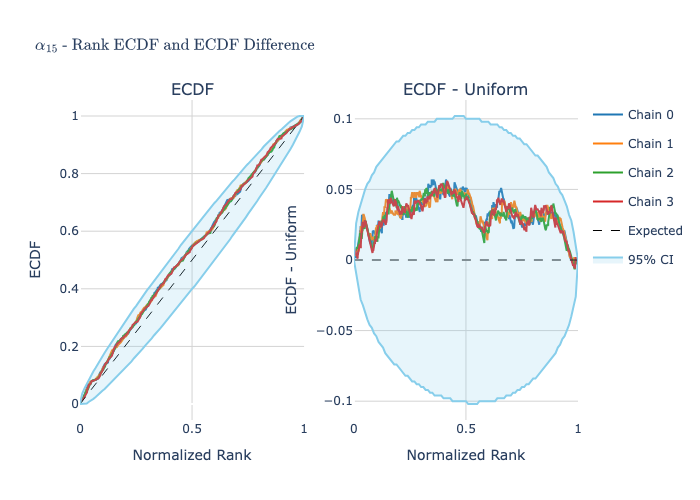 α₁₅ - Rank ECDF and ECDF Difference
ECDF
ECDF
1
0.8
0.6
0.4
0.2
0
0
0.5
1
Normalized Rank
ECDF - Uniform
ECDF - Uniform
0.1
0.05
0
−0.05
−0.1
0
0.5
1
Normalized Rank
Chain 0
Chain 1
Chain 2
Chain 3
Expected
95% CI